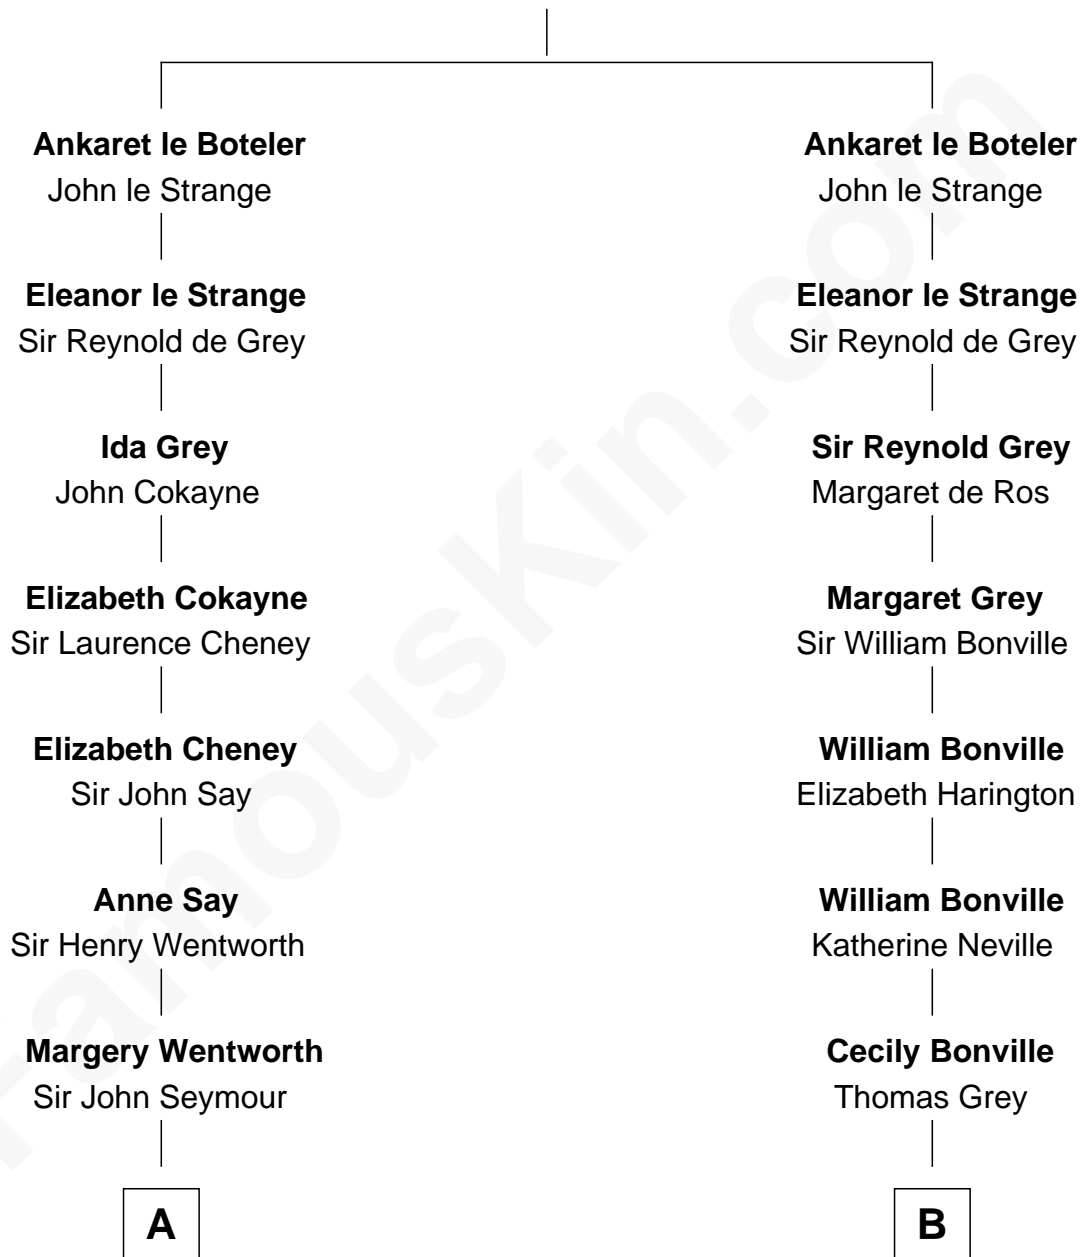 Ankaret le Boteler
John le Strange
Eleanor le Strange
Sir Reynold de Grey
Ida Grey
John Cokayne
Elizabeth Cokayne
Sir Laurence Cheney
Elizabeth Cheney
Sir John Say
Anne Say
Sir Henry Wentworth
Margery Wentworth
Sir John Seymour
A
Ankaret le Boteler
John le Strange
Eleanor le Strange
Sir Reynold de Grey
Sir Reynold Grey
Margaret de Ros
Margaret Grey
Sir William Bonville
William Bonville
Elizabeth Harington
William Bonville
Katherine Neville
Cecily Bonville
Thomas Grey
B
FamousKin.com